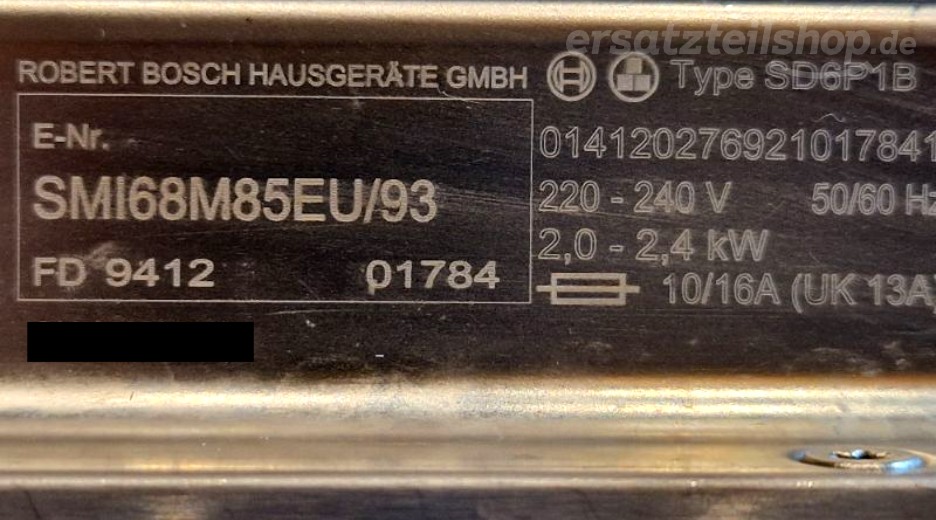 ersatzteilshop.de
ROBERT BOSCH HAUSGERÄTE GMBH Type SD6P1B
E-Nr. 014120276921017841
SMI68M85EU/93 220 - 240 V 50/60 Hz
2,0 - 2,4 kW
FD 9412 01784 10/16A (UK 13A)